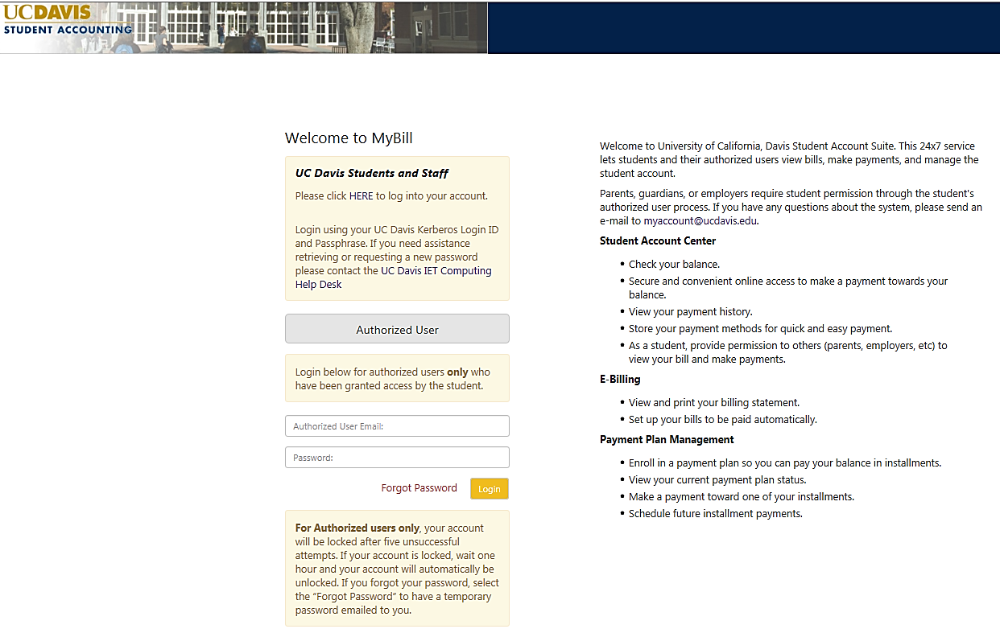 UCDAVIS
STUDENT ACCOUNTING
Welcome to MyBill
UC Davis Students and Staff
Please click HERE to log into your account.
Login using your UC Davis Kerberos Login ID
and Passphrase. If you need assistance
retrieving or requesting a new password
please contact the UC Davis IET Computing
Help Desk
Authorized User
Login below for authorized users only who
have been granted access by the student.
Authorized User Email:
Password:
Forgot Password
Login
For Authorized users only, your account
will be locked after five unsuccessful
attempts. If your account is locked, wait one
hour and your account will automatically be
unlocked. If you forgot your password, select
the “Forgot Password” to have a temporary
password emailed to you.
Welcome to University of California, Davis Student Account Suite. This 24x7 service
lets students and their authorized users view bills, make payments, and manage the
student account.
Parents, guardians, or employers require student permission through the student's
authorized user process. If you have any questions about the system, please send an
e-mail to myaccount@ucdavis.edu.
Student Account Center
• Check your balance.
• Secure and convenient online access to make a payment towards your
balance.
• View your payment history.
• Store your payment methods for quick and easy payment.
• As a student, provide permission to others (parents, employers, etc) to
view your bill and make payments.
E-Billing
• View and print your billing statement.
• Set up your bills to be paid automatically.
Payment Plan Management
• Enroll in a payment plan so you can pay your balance in installments.
• View your current payment plan status.
• Make a payment toward one of your installments.
• Schedule future installment payments.